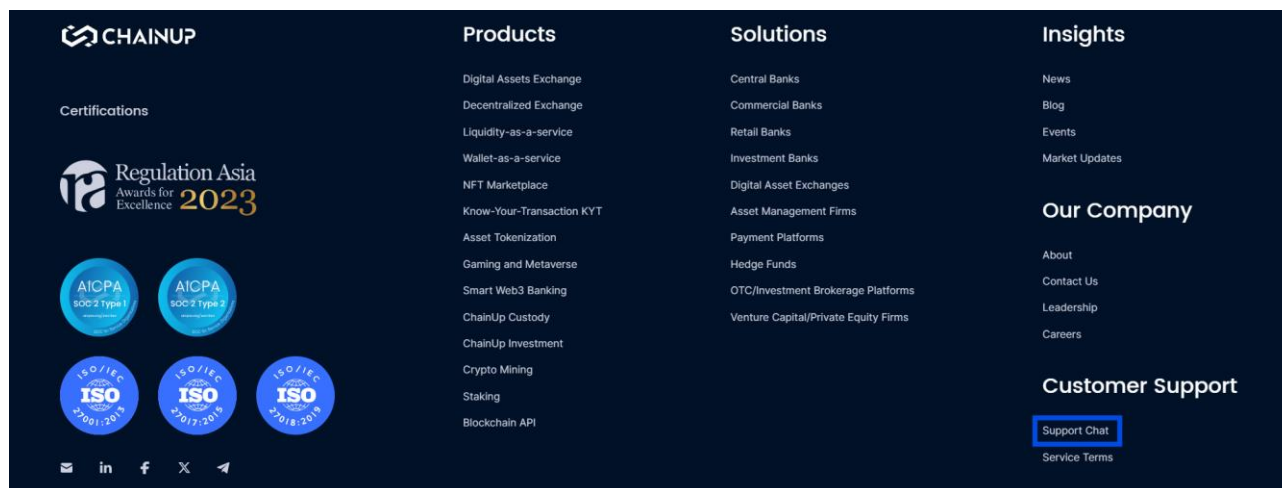 CHAINUP
Certifications
Regulation Asia
Awards for
Excellence 2023
AICPA
SOC 2 Type 1
AICPA
SOC 2 Type 2
ISO/IEC
ISO
27001:2013
ISO/IEC
ISO
27017:2015
ISO/IEC
ISO
27018:2019
Products
Digital Assets Exchange
Decentralized Exchange
Liquidity-as-a-service
Wallet-as-a-service
NFT Marketplace
Know-Your-Transaction KYT
Asset Tokenization
Gaming and Metaverse
Smart Web3 Banking
ChainUp Custody
ChainUp Investment
Crypto Mining
Staking
Blockchain API
Solutions
Central Banks
Commercial Banks
Retail Banks
Investment Banks
Digital Asset Exchanges
Asset Management Firms
Payment Platforms
Hedge Funds
OTC/Investment Brokerage Platforms
Venture Capital/Private Equity Firms
Insights
News
Blog
Events
Market Updates
Our Company
About
Contact Us
Leadership
Careers
Customer Support
Support Chat
Service Terms